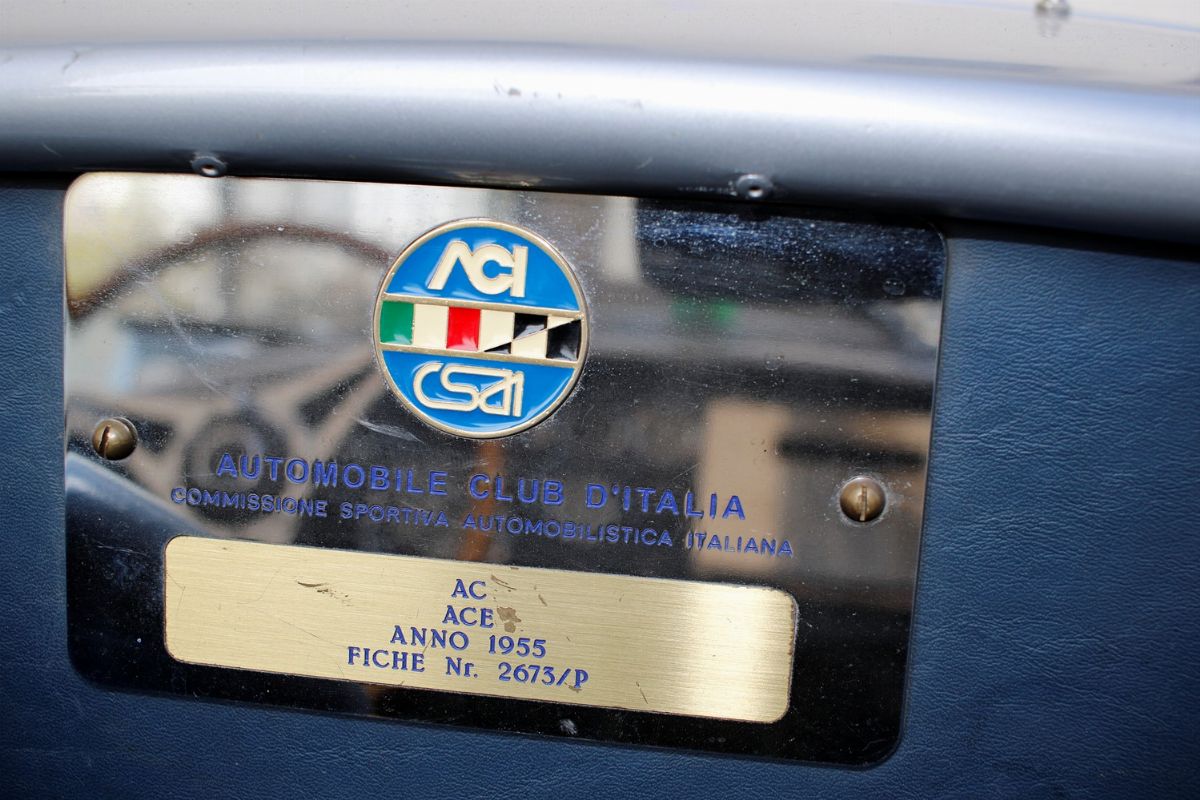 ACI
CSAI
AUTOMOBILE CLUB D'ITALIA
COMMISSIONE SPORTIVA AUTOMOBILISTICA ITALIANA
AC
ACE
ANNO 1955
FICHE Nr. 2673/P